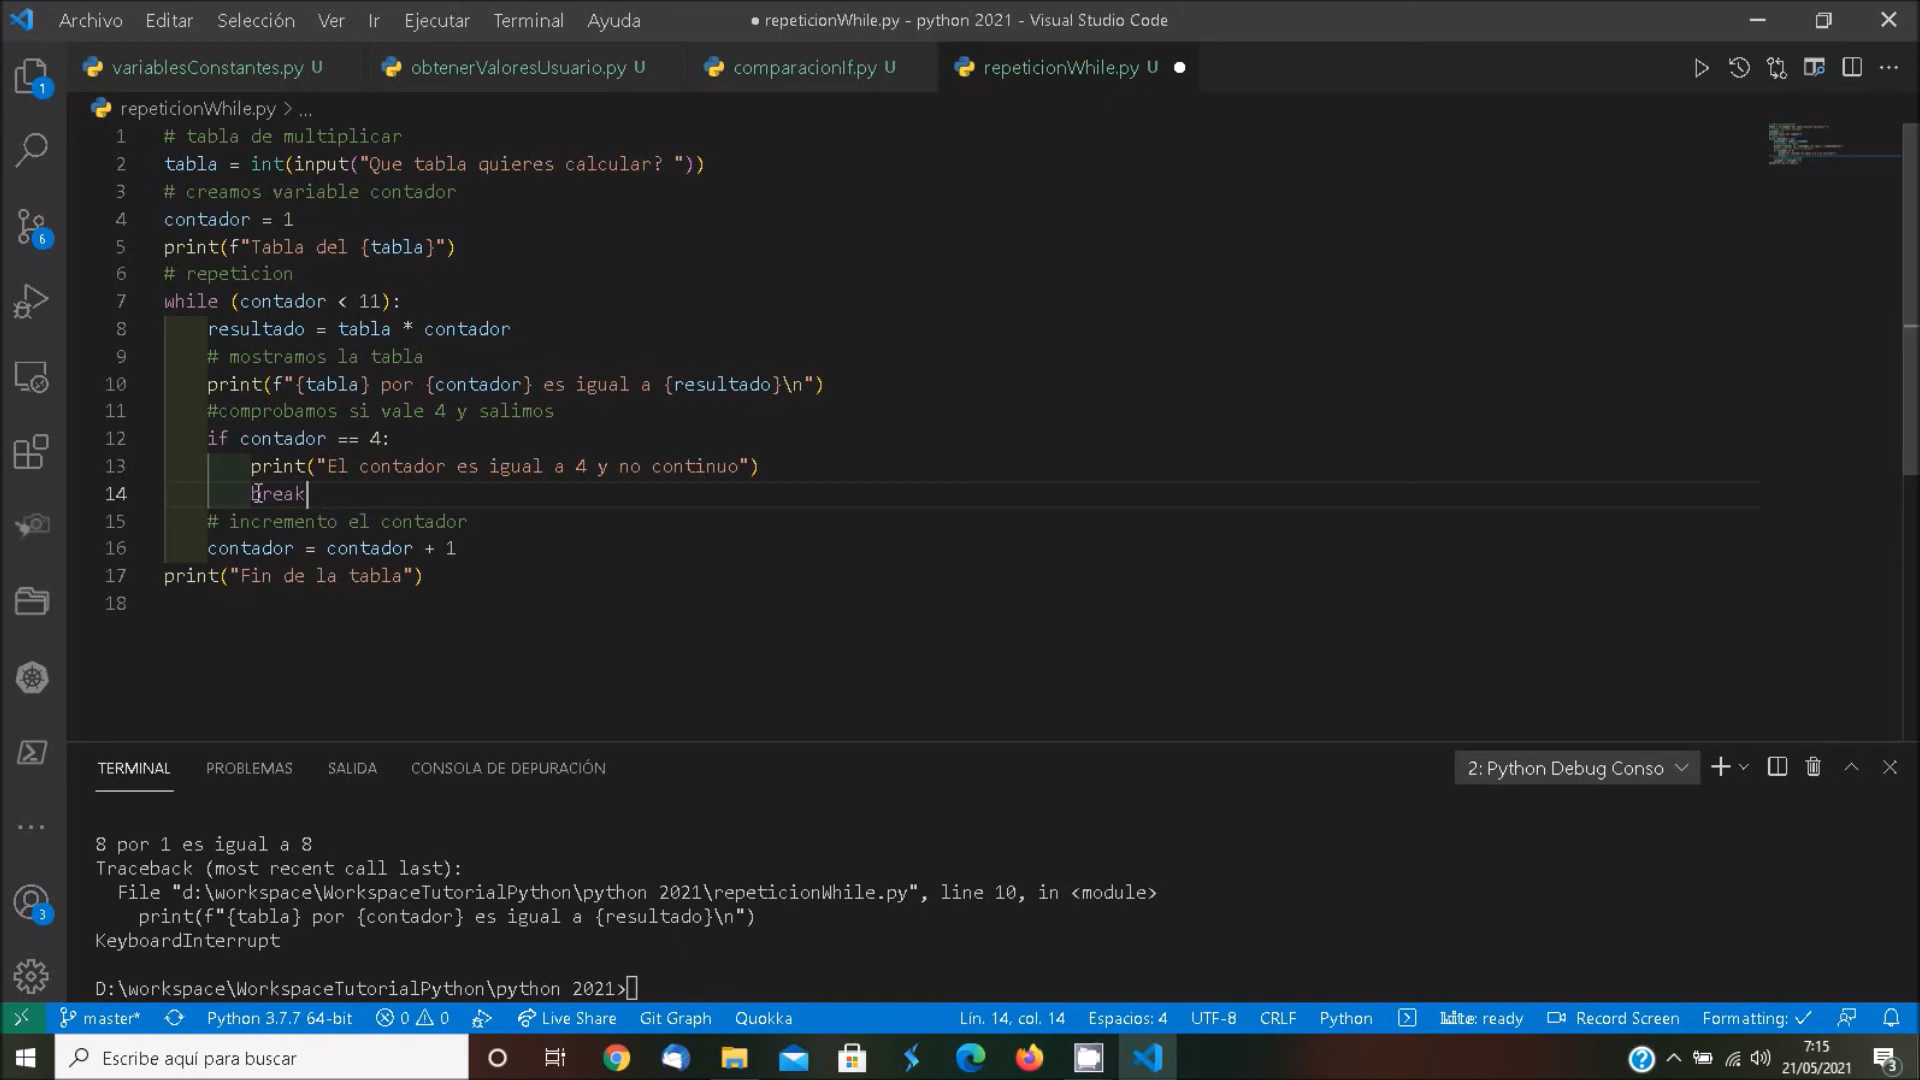 Archivo Editar Selección Ver Ir Ejecutar Terminal Ayuda ● repeticionWhile.py - python 2021 - Visual Studio Code
variablesConstantes.py U obtenerValoresUsuario.py U comparacionIf.py U repeticionWhile.py U
repeticionWhile.py > ...
1 # tabla de multiplicar
2 tabla = int(input("Que tabla quieres calcular? "))
3 # creamos variable contador
4 contador = 1
5 print(f"Tabla del {tabla}")
6 # repeticion
7 while (contador < 11):
8 resultado = tabla * contador
9 # mostramos la tabla
10 print(f"{tabla} por {contador} es igual a {resultado}\n")
11 #comprobamos si vale 4 y salimos
12 if contador == 4:
13 print("El contador es igual a 4 y no continuo")
14 break
15 # incremento el contador
16 contador = contador + 1
17 print("Fin de la tabla")
18
1
6
3
TERMINAL PROBLEMAS SALIDA CONSOLA DE DEPURACIÓN 2: Python Debug Conso
8 por 1 es igual a 8
Traceback (most recent call last):
File "d:\workspace\WorkspaceTutorialPython\python 2021\repeticionWhile.py", line 10, in <module>
print(f"{tabla} por {contador} es igual a {resultado}\n")
KeyboardInterrupt
D:\workspace\WorkspaceTutorialPython\python 2021>
master* Python 3.7.7 64-bit 0 0 Live Share Git Graph Quokka Lín. 14, col. 14 Espacios: 4 UTF-8 CRLF Python kite: ready Record Screen Formatting: ✓
Escribe aquí para buscar
7:15
21/05/2021
3